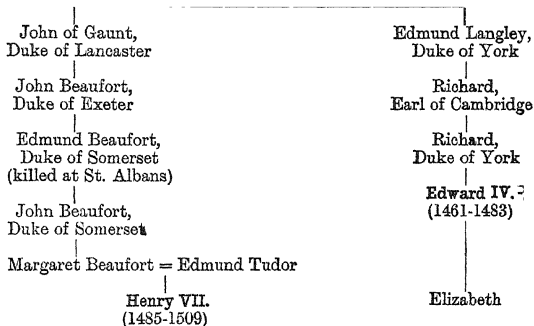 John of Gaunt,
Duke of Lancaster
John Beaufort,
Duke of Exeter
Edmund Beaufort,
Duke of Somerset
(killed at St. Albans)
John Beaufort,
Duke of Somerset
Margaret Beaufort = Edmund Tudor
Henry VII.
(1485-1509)
Edmund Langley,
Duke of York
Richard,
Earl of Cambridge
Richard,
Duke of York
Edward IV.
(1461-1483)
Elizabeth